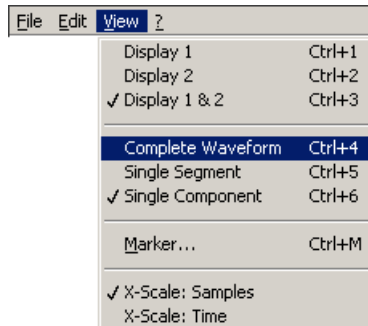 File Edit View ?
Display 1 Ctrl+1
Display 2 Ctrl+2
✓ Display 1 & 2 Ctrl+3
Complete Waveform Ctrl+4
Single Segment Ctrl+5
✓ Single Component Ctrl+6
Marker... Ctrl+M
✓ X-Scale: Samples
X-Scale: Time